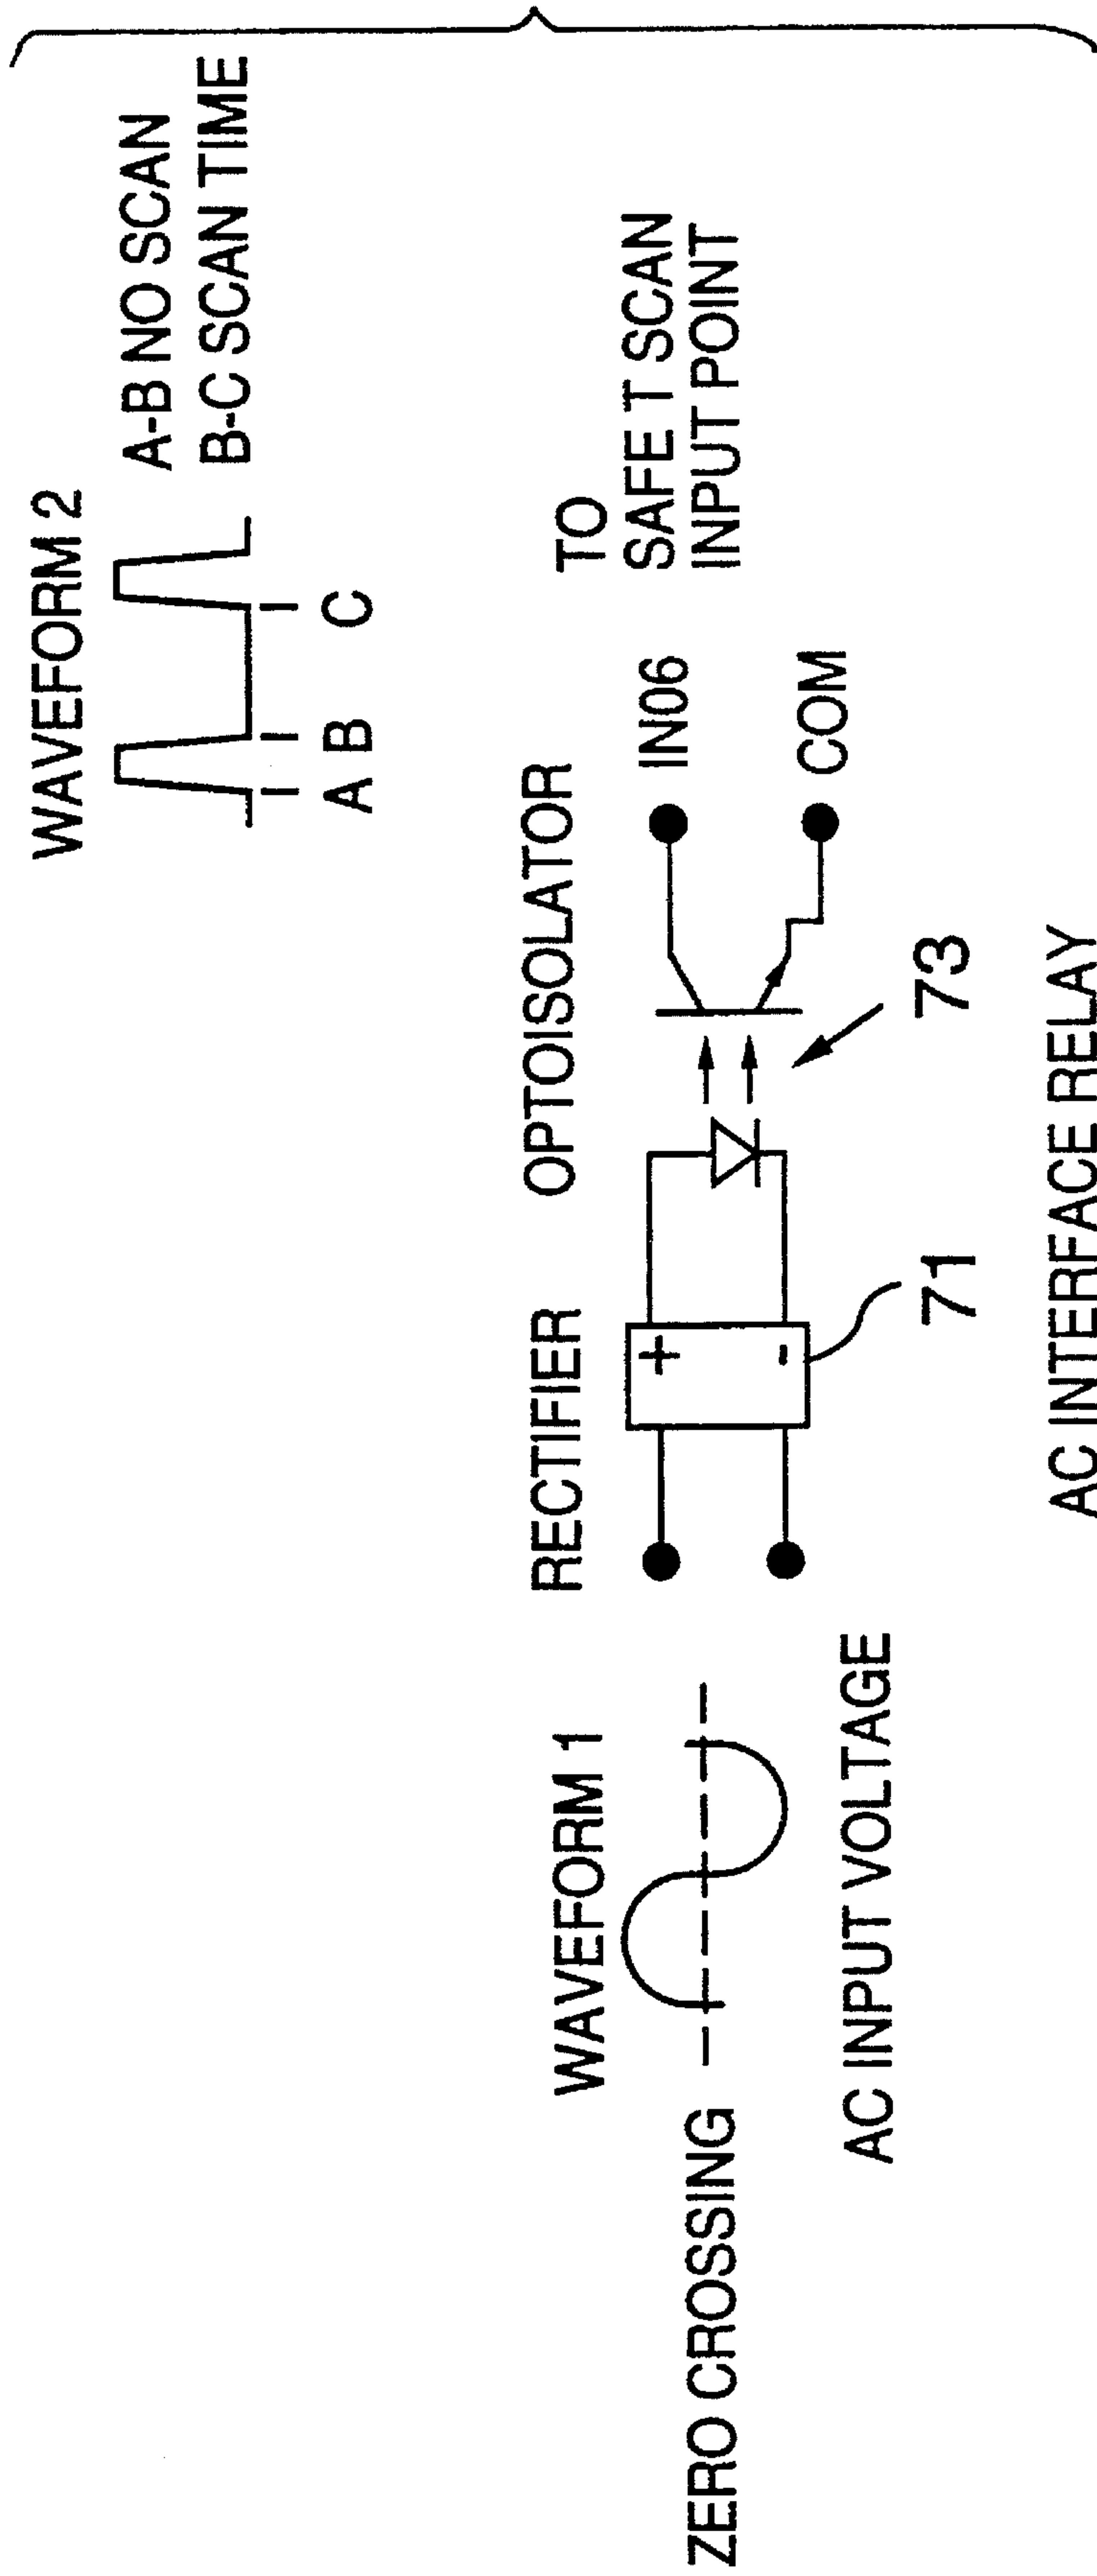 WAVEFORM 2
A-B NO SCAN
B-C SCAN TIME
A B C
ZERO CROSSING
WAVEFORM 1
AC INPUT VOLTAGE
RECTIFIER
+
-
71
OPTOISOLATOR
73
IN06
COM
TO
SAFE T SCAN
INPUT POINT
AC INTERFACE RELAY